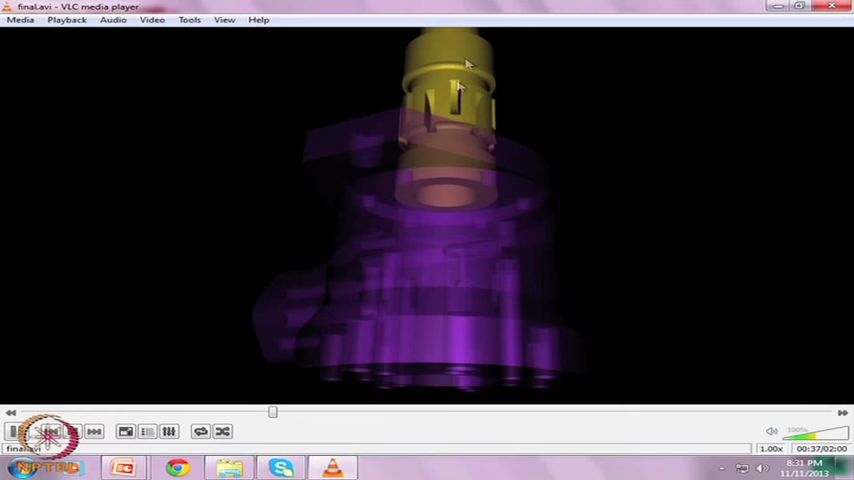 final.avi - VLC media player
Media Playback Audio Video Tools View Help
100%
final.avi
1.00x 00:37/02:00
NPTEL
8:31 PM
11/11/2013